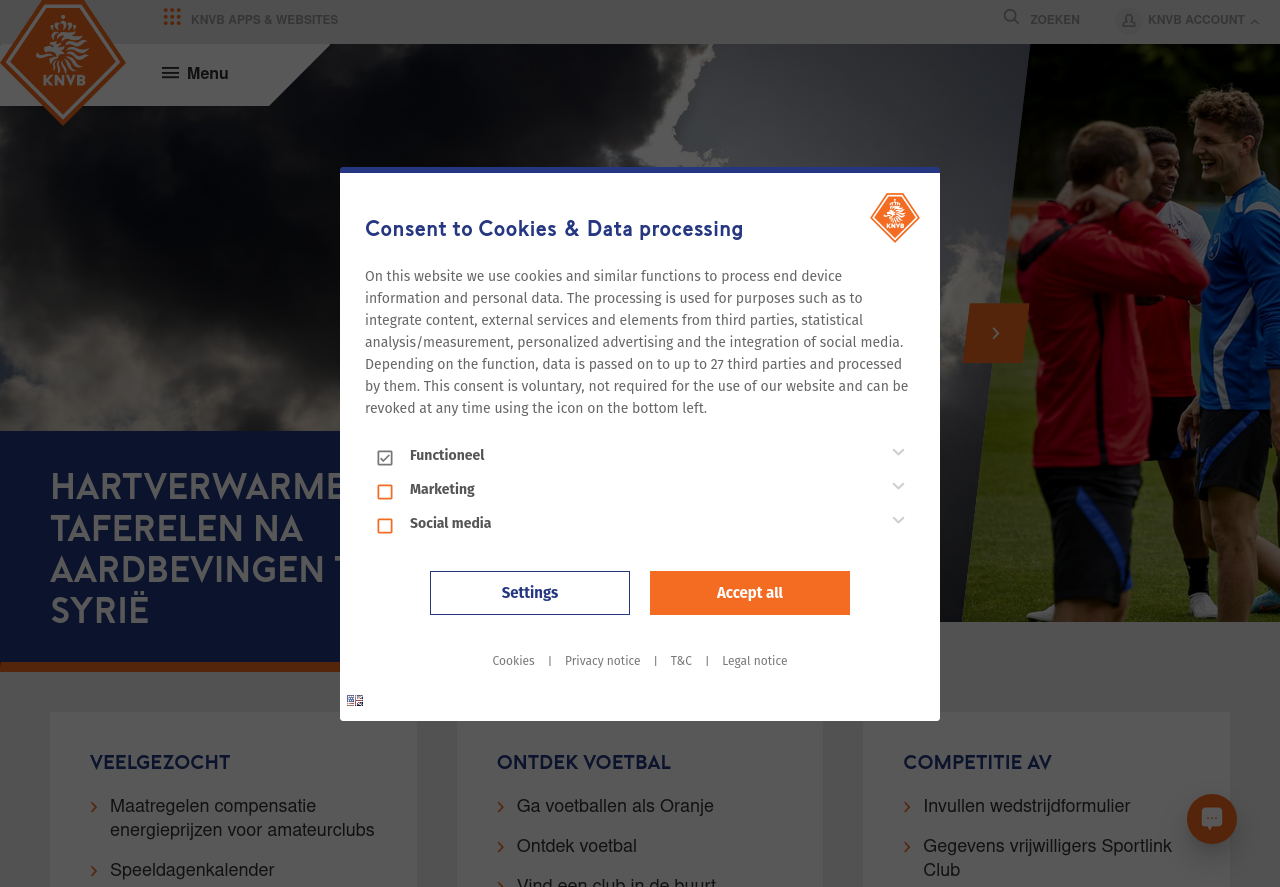 KNVB APPS & WEBSITES
ZOEKEN
KNVB ACCOUNT
KNVB
Menu
KNVB
Consent to Cookies & Data processing
On this website we use cookies and similar functions to process end device
information and personal data. The processing is used for purposes such as to
integrate content, external services and elements from third parties, statistical
analysis/measurement, personalized advertising and the integration of social media.
Depending on the function, data is passed on to up to 27 third parties and processed
by them. This consent is voluntary, not required for the use of our website and can be
revoked at any time using the icon on the bottom left.
Functioneel
Marketing
Social media
Settings
Accept all
Cookies | Privacy notice | T&C | Legal notice
HARTVERWARME
TAFERELEN NA
AARDBEVINGEN
SYRIË
VEELGEZOCHT
Maatregelen compensatie
energieprijzen voor amateurclubs
Speeldagenkalender
ONTDEK VOETBAL
Ga voetballen als Oranje
Ontdek voetbal
Vind een club in de buurt
COMPETITIE AV
Invullen wedstrijdformulier
Gegevens vrijwilligers Sportlink
Club